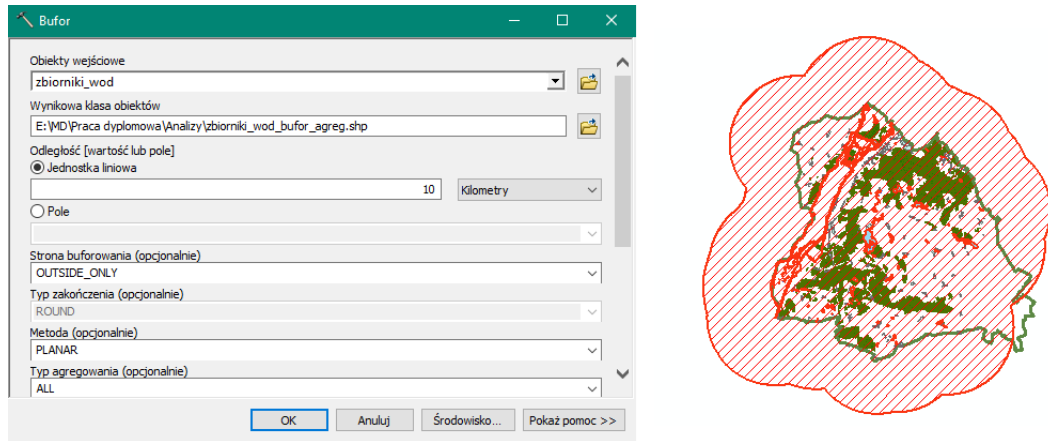 Bufor
Obiekty wejściowe
zbiorniki_wod
Wynikowa klasa obiektów
E:\MD\Praca dyplomowa\Analizy\zbiorniki_wod_bufor_agreg.shp
Odległość [wartość lub pole]
Jednostka liniowa
10 Kilometry
Pole
Strona buforowania (opcjonalnie)
OUTSIDE_ONLY
Typ zakończenia (opcjonalnie)
ROUND
Metoda (opcjonalnie)
PLANAR
Typ agregowania (opcjonalnie)
ALL
OK Anuluj Środowisko... Pokaż pomoc >>